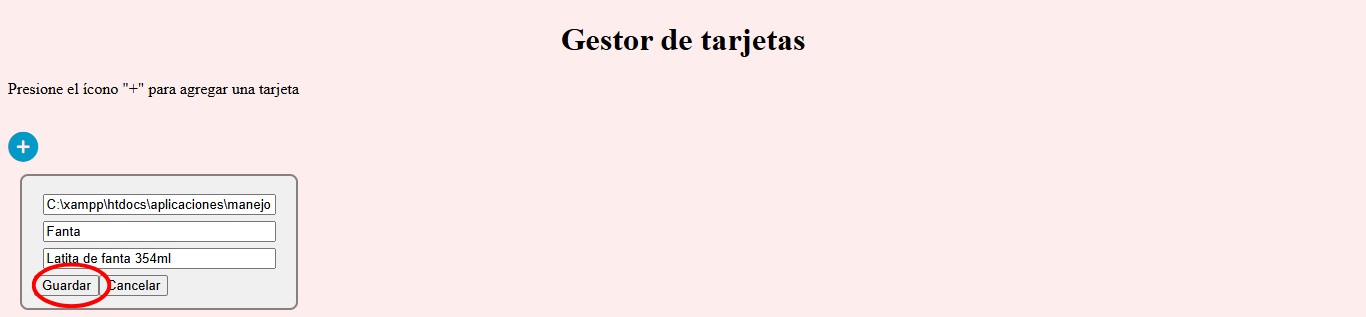 Gestor de tarjetas
Presione el ícono "+" para agregar una tarjeta
+
C:\xampp\htdocs\aplicaciones\manejo
Fanta
Latita de fanta 354ml
Guardar Cancelar